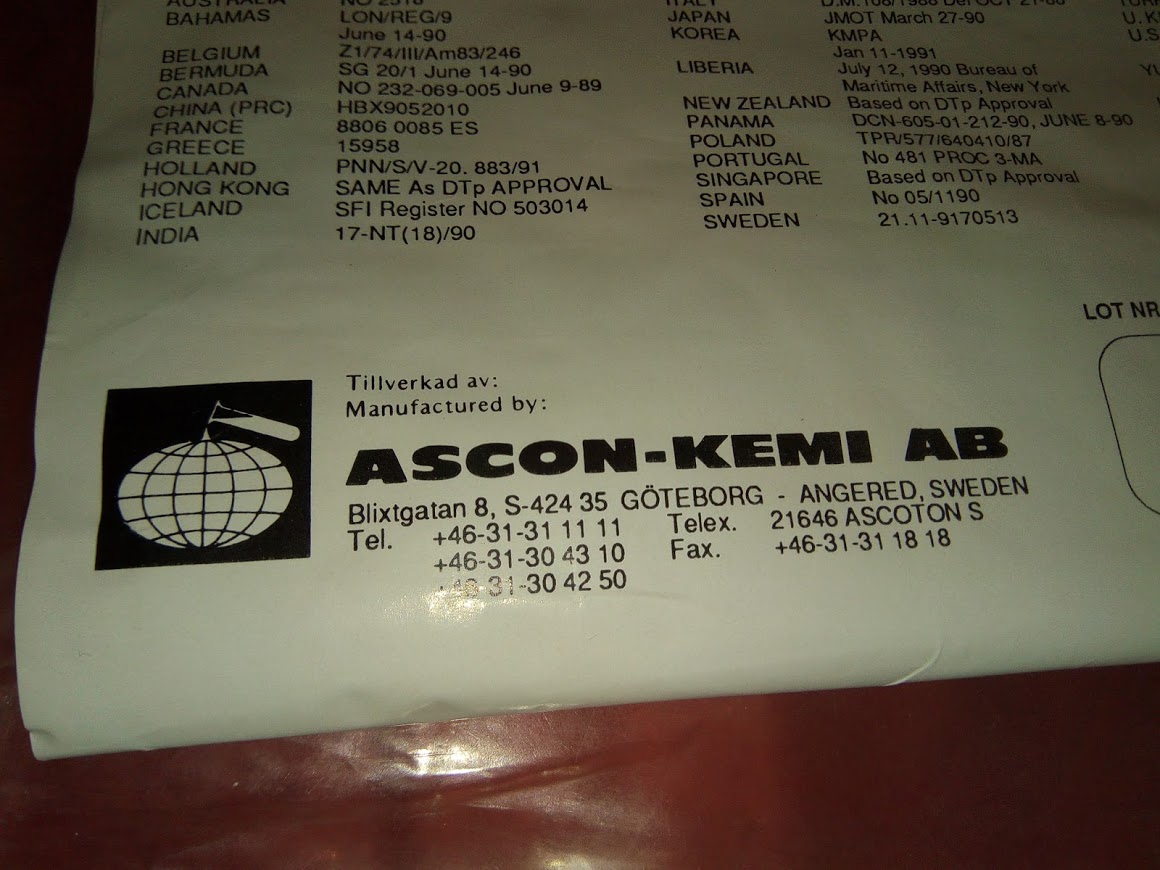 AUSTRALIA NO 2518
BAHAMAS LON/REG/9
June 14-90
BELGIUM Z1/74/III/Am83/246
BERMUDA SG 20/1 June 14-90
CANADA NO 232-069-005 June 9-89
CHINA (PRC) HBX9052010
FRANCE 8806 0085 ES
GREECE 15958
HOLLAND PNN/S/V-20. 883/91
HONG KONG SAME As DTp APPROVAL
ICELAND SFI Register NO 503014
INDIA 17-NT(18)/90
ITALY
JAPAN JMOT March 27-90
KOREA KMPA
Jan 11-1991
LIBERIA July 12, 1990 Bureau of
Maritime Affairs, New York
NEW ZEALAND Based on DTp Approval
PANAMA DCN-605-01-212-90, JUNE 8-90
POLAND TPR/577/640410/87
PORTUGAL No 481 PROC 3-MA
SINGAPORE Based on DTp Approval
SPAIN No 05/1190
SWEDEN 21.11-9170513
U.S
LOT NR
Tillverkad av:
Manufactured by:
ASCON-KEMI AB
Blixtgatan 8, S-424 35 GÖTEBORG - ANGERED, SWEDEN
Tel. +46-31-31 11 11 Telex. 21646 ASCOTON S
+46-31-30 43 10 Fax. +46-31-31 18 18
+46-31-30 42 50